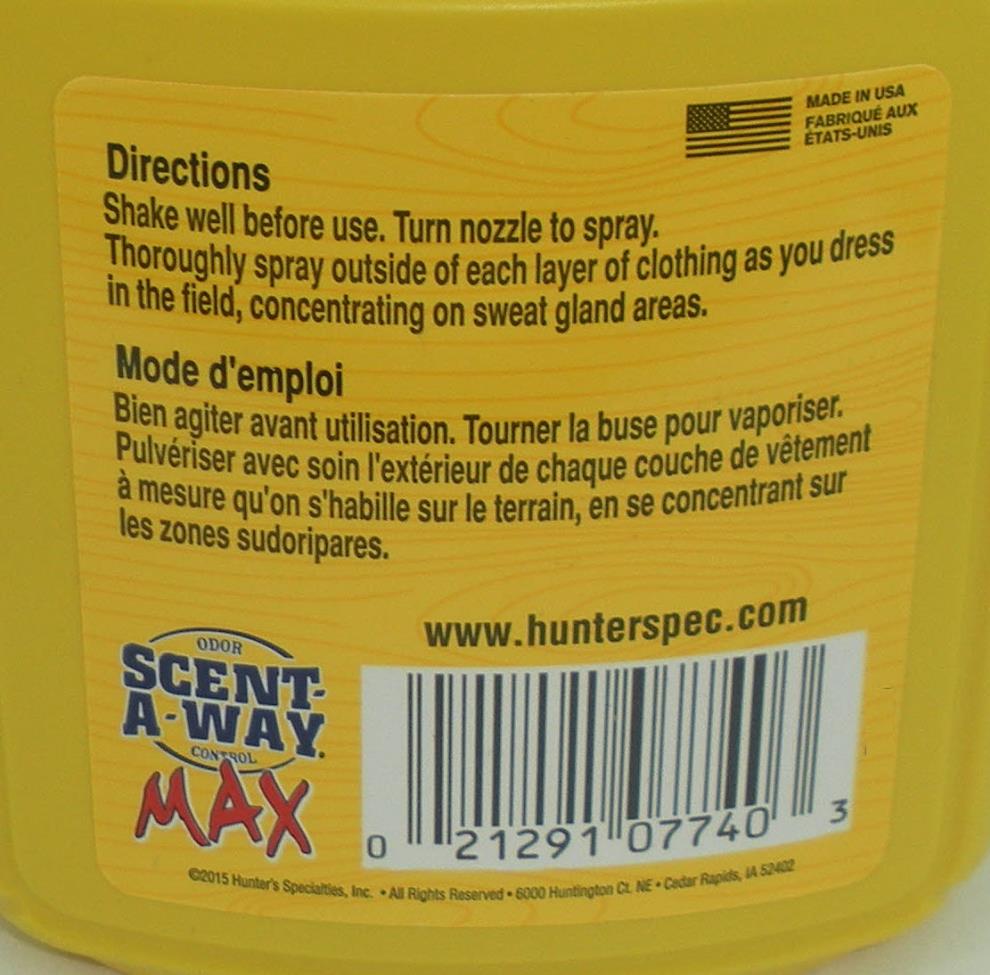 MADE IN USA
FABRIQUÉ AUX
ÉTATS-UNIS
Directions
Shake well before use. Turn nozzle to spray.
Thoroughly spray outside of each layer of clothing as you dress
in the field, concentrating on sweat gland areas.
Mode d'emploi
Bien agiter avant utilisation. Tourner la buse pour vaporiser.
Pulvériser avec soin l'extérieur de chaque couche de vêtement
à mesure qu'on s'habille sur le terrain, en se concentrant sur
les zones sudoripares.
www.hunterspec.com
ODOR
SCENT-
A-WAY.
CONTROL
MAX
0 21291 07740 3
©2015 Hunter's Specialties, Inc. • All Rights Reserved • 6000 Huntington Ct. NE • Cedar Rapids, IA 52402